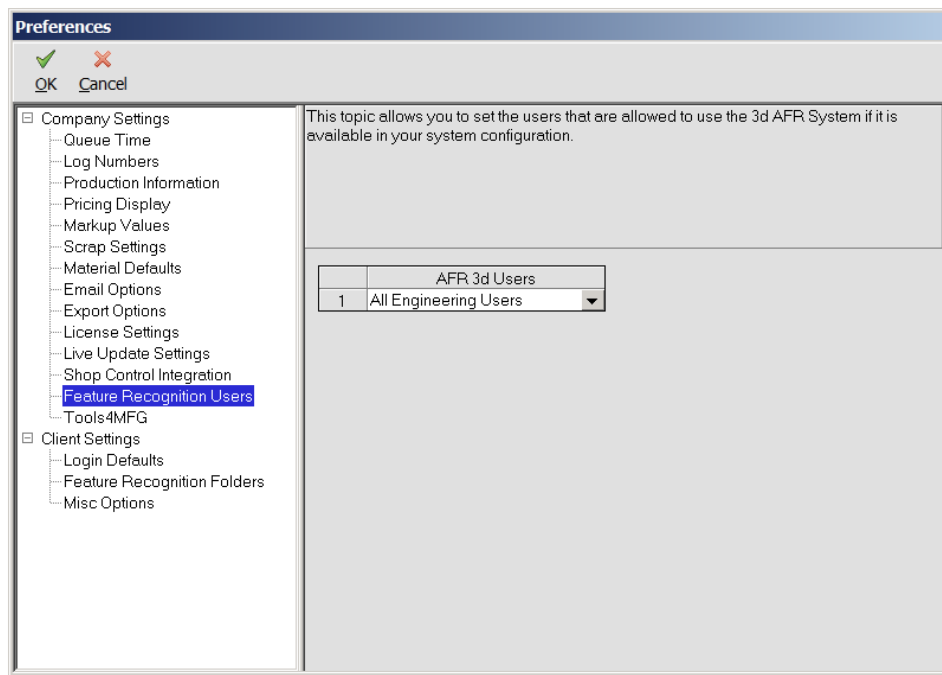 Preferences
OK Cancel
Company Settings
Queue Time
Log Numbers
Production Information
Pricing Display
Markup Values
Scrap Settings
Material Defaults
Email Options
Export Options
License Settings
Live Update Settings
Shop Control Integration
Feature Recognition Users
Tools4MFG
Client Settings
Login Defaults
Feature Recognition Folders
Misc Options
This topic allows you to set the users that are allowed to use the 3d AFR System if it is
available in your system configuration.
AFR 3d Users
1 All Engineering Users